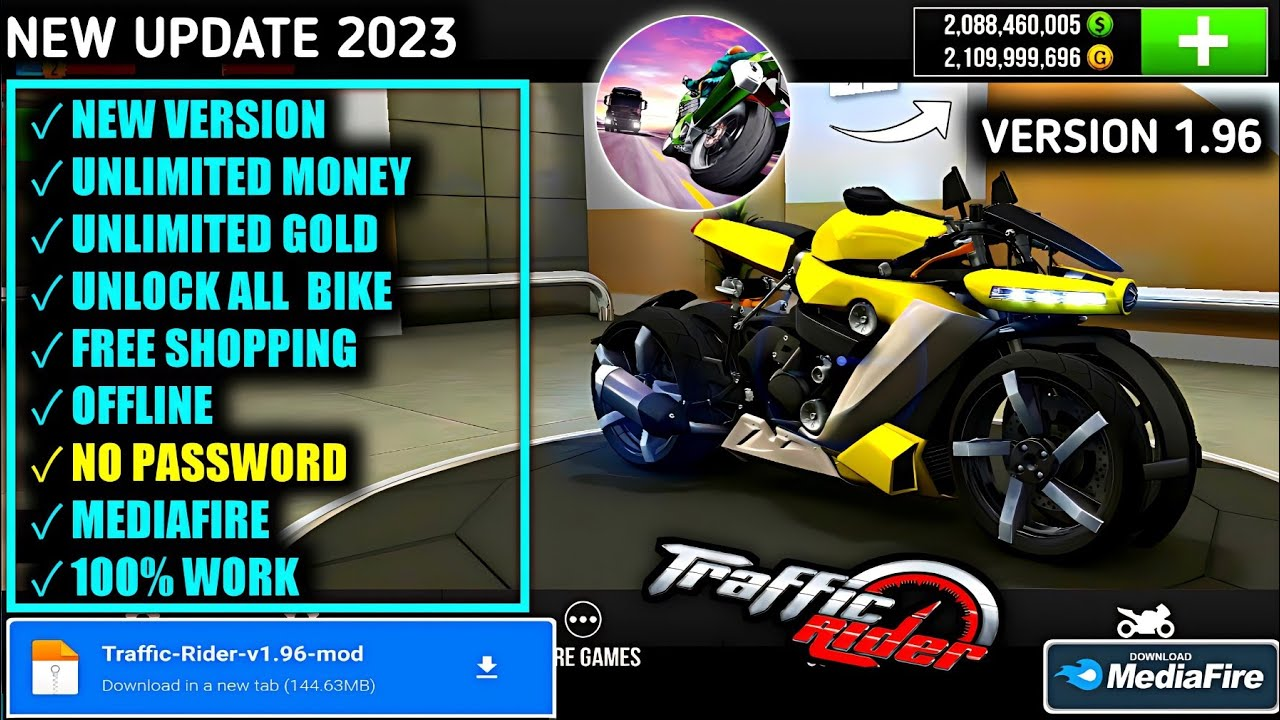 NEW UPDATE 2023
2,088,460,005 $
2,109,999,696 G
+
VERSION 1.96
✓ NEW VERSION
✓ UNLIMITED MONEY
✓ UNLIMITED GOLD
✓ UNLOCK ALL BIKE
✓ FREE SHOPPING
✓ OFFLINE
✓ NO PASSWORD
✓ MEDIAFIRE
✓ 100% WORK
Traffic
Rider
Traffic-Rider-v1.96-mod
Download in a new tab (144.63MB)
RE GAMES
DOWNLOAD
MediaFire